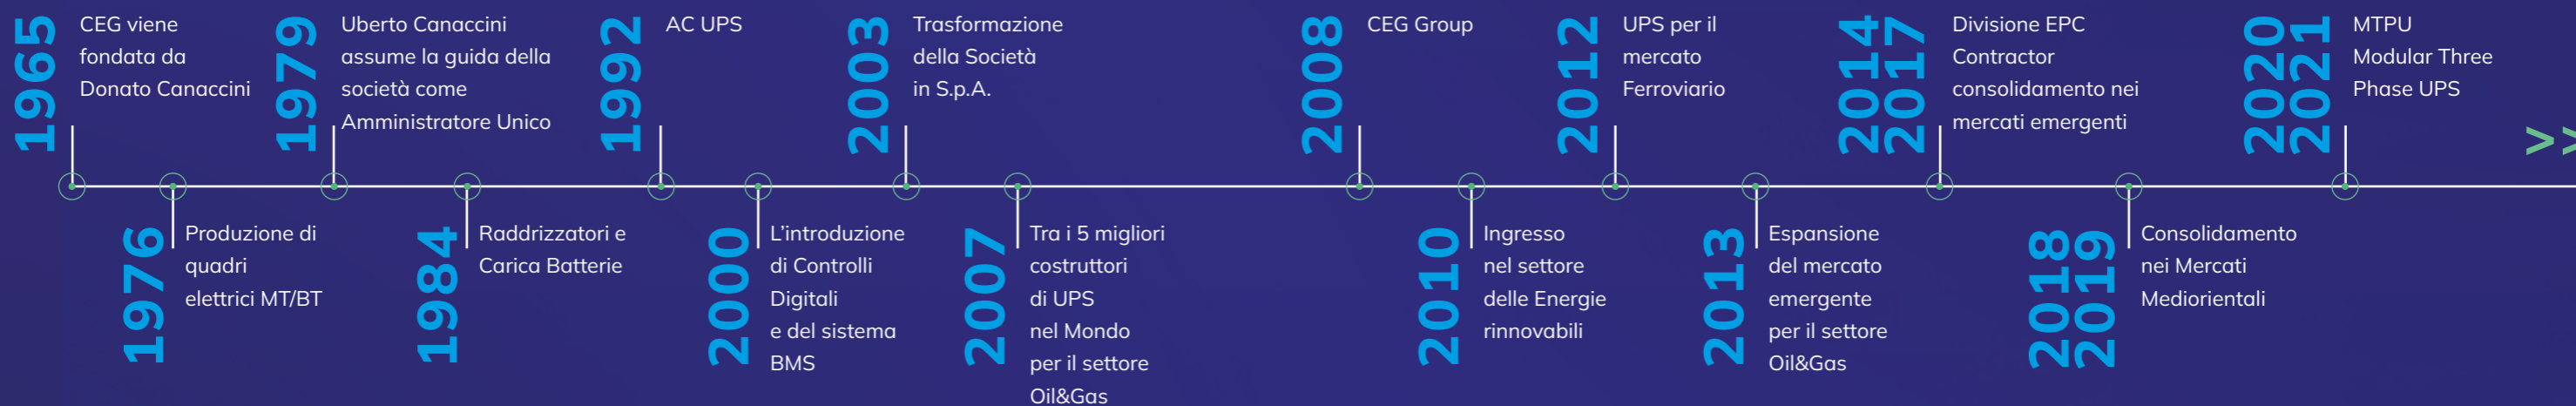 1965
CEG viene
fondata da
Donato Canaccini
1976
Produzione di
quadri
elettrici MT/BT
1979
Uberto Canaccini
assume la guida della
società come
Amministratore Unico
1984
Raddrizzatori e
Carica Batterie
1992
AC UPS
2000
L’introduzione
di Controlli
Digitali
e del sistema
BMS
2003
Trasformazione
della Società
in S.p.A.
2007
Tra i 5 migliori
costruttori
di UPS
nel Mondo
per il settore
Oil&Gas
2008
CEG Group
2010
Ingresso
nel settore
delle Energie
rinnovabili
2012
UPS per il
mercato
Ferroviario
2013
Espansione
del mercato
emergente
per il settore
Oil&Gas
2014
2017
Divisione EPC
Contractor
consolidamento nei
mercati emergenti
2018
2019
Consolidamento
nei Mercati
Mediorientali
2020
2021
MTPU
Modular Three
Phase UPS
>>